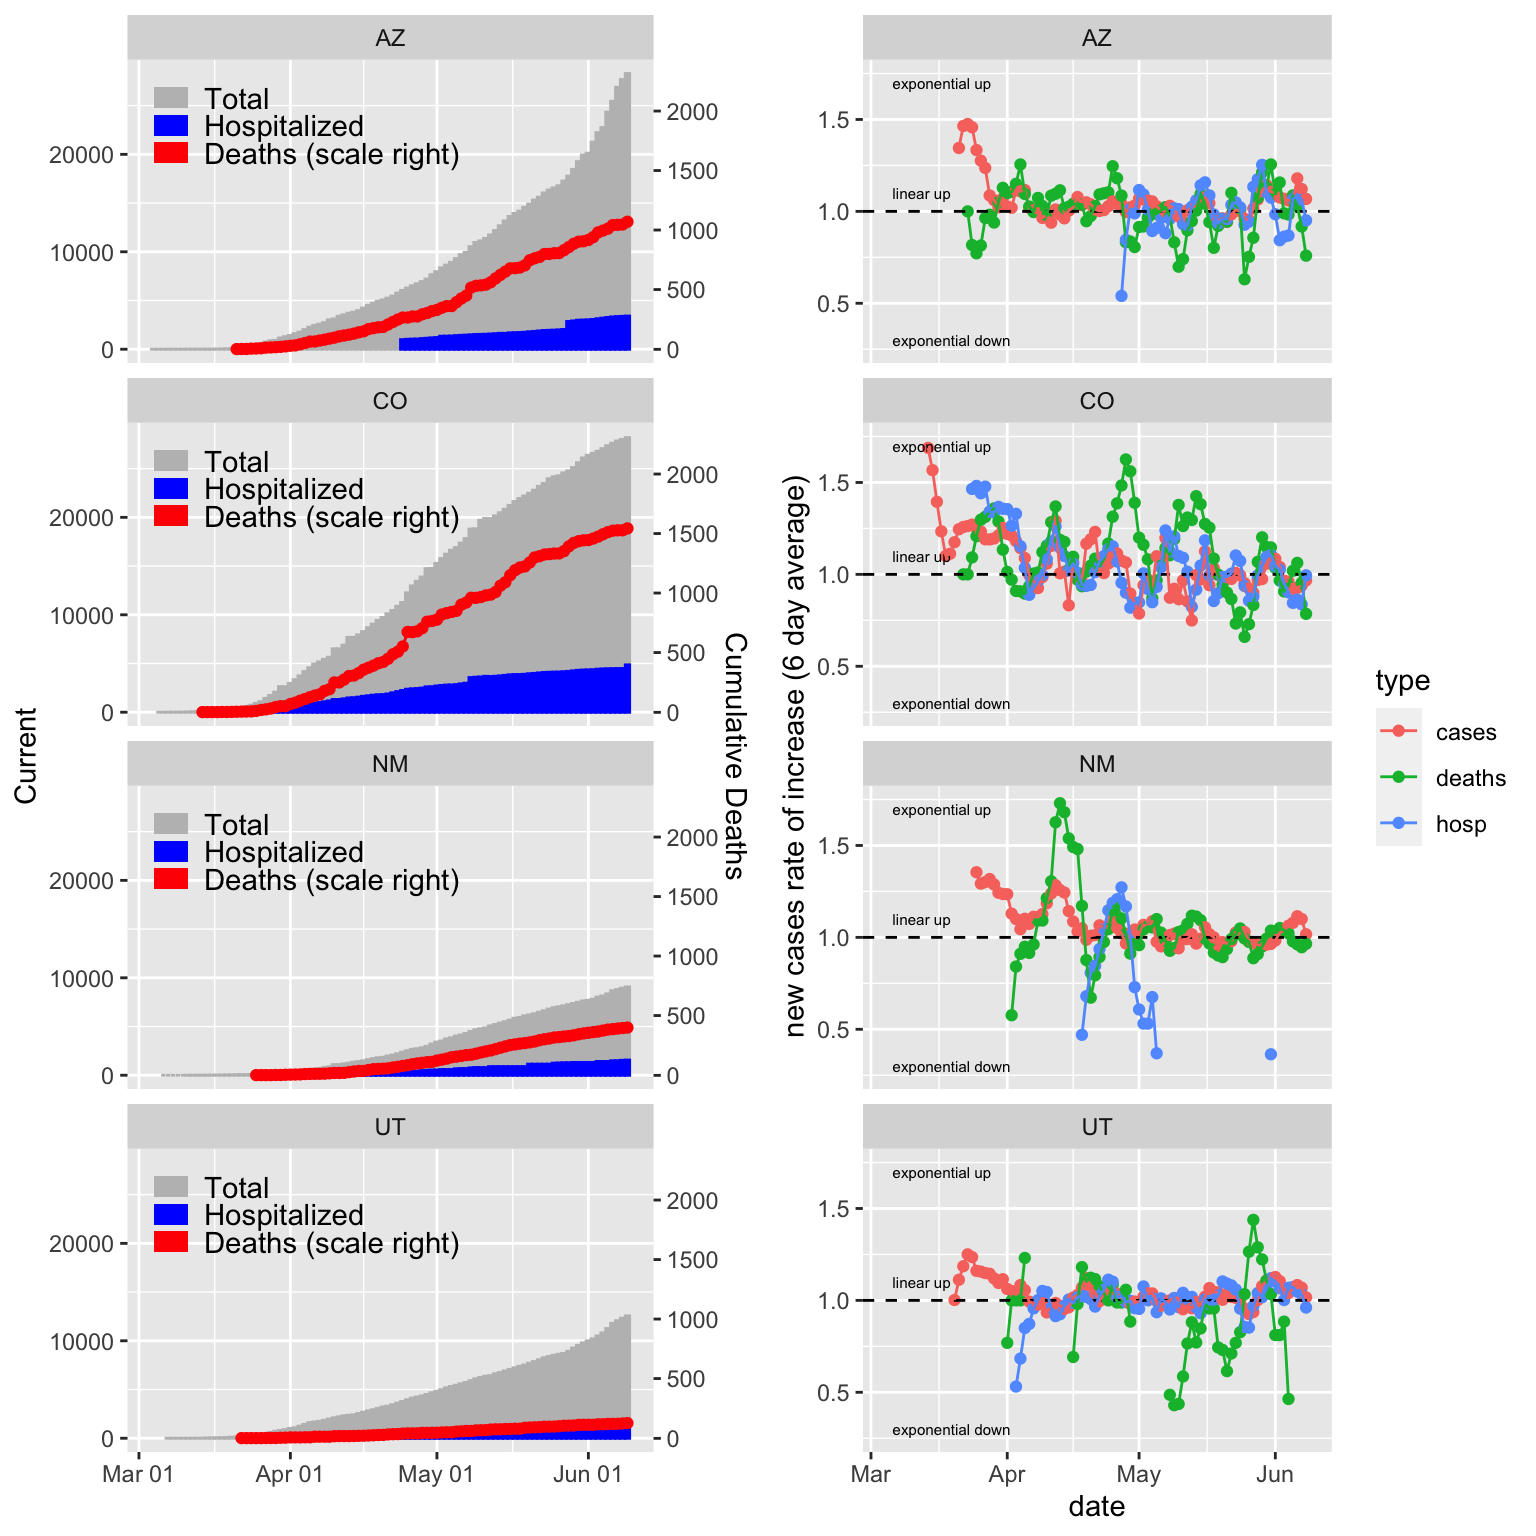 AZ
Total
Hospitalized
Deaths (scale right)
20000
10000
0
2000
1500
1000
500
0
CO
Total
Hospitalized
Deaths (scale right)
20000
10000
0
2000
1500
1000
500
0
NM
Total
Hospitalized
Deaths (scale right)
20000
10000
0
2000
1500
1000
500
0
UT
Total
Hospitalized
Deaths (scale right)
20000
10000
0
2000
1500
1000
500
0
Mar 01
Apr 01
May 01
Jun 01
Current
Cumulative Deaths
AZ
exponential up
linear up
exponential down
1.5
1.0
0.5
CO
exponential up
linear up
exponential down
1.5
1.0
0.5
NM
exponential up
linear up
exponential down
1.5
1.0
0.5
UT
exponential up
linear up
exponential down
1.5
1.0
0.5
Mar
Apr
May
Jun
date
new cases rate of increase (6 day average)
type
cases
deaths
hosp